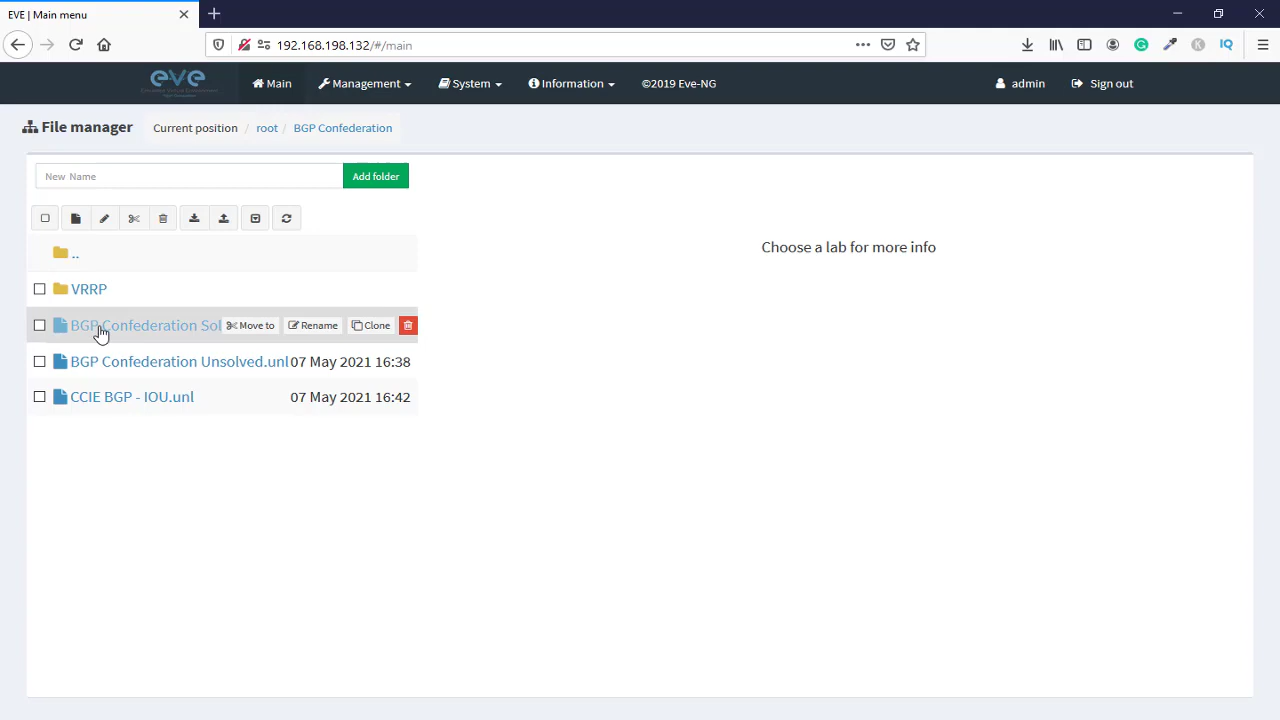 EVE | Main menu
192.168.198.132/#/main
IQ
eve
Main
Management
System
Information
©2019 Eve-NG
admin
Sign out
File manager
Current position / root / BGP Confederation
New Name
Add folder
Choose a lab for more info
..
VRRP
BGP Confederation Sol Move to Rename Clone
BGP Confederation Unsolved.unl 07 May 2021 16:38
CCIE BGP - IOU.unl 07 May 2021 16:42